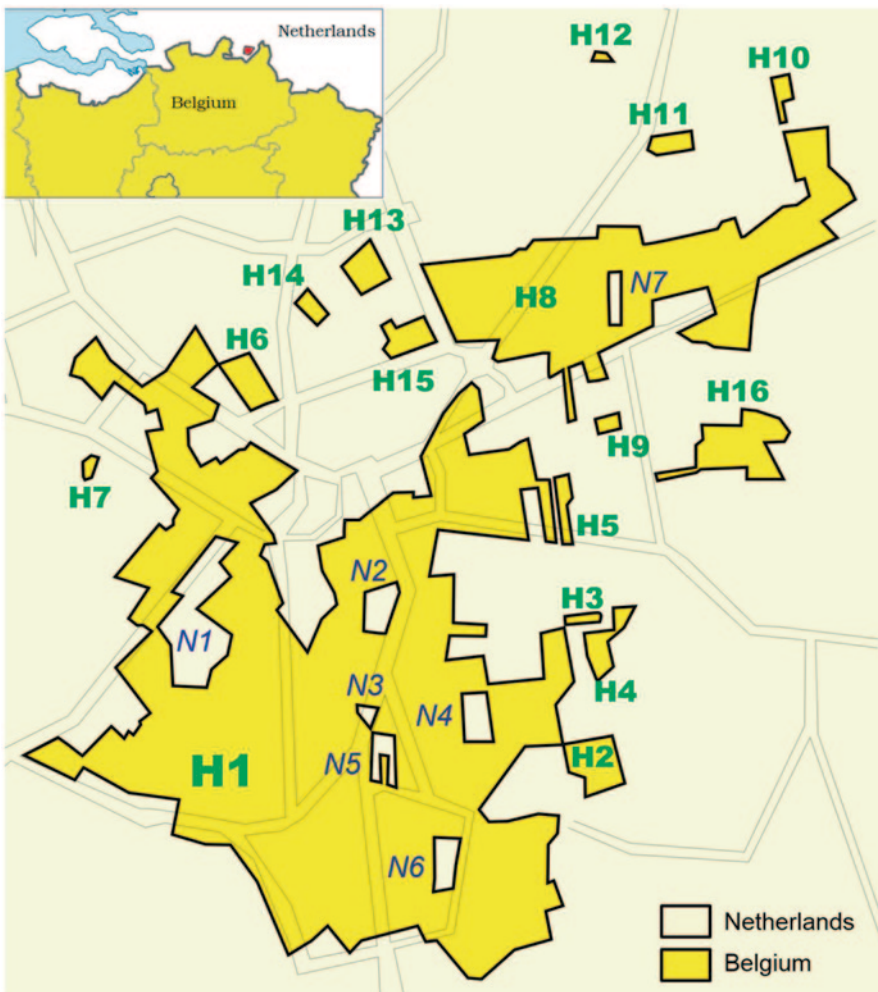 Netherlands
Belgium
H12
H10
H11
H13
H14
H8
N7
H6
H15
H16
H9
H7
H5
N2
H3
N1
H4
N3
N4
H2
N5
H1
N6
Netherlands
Belgium